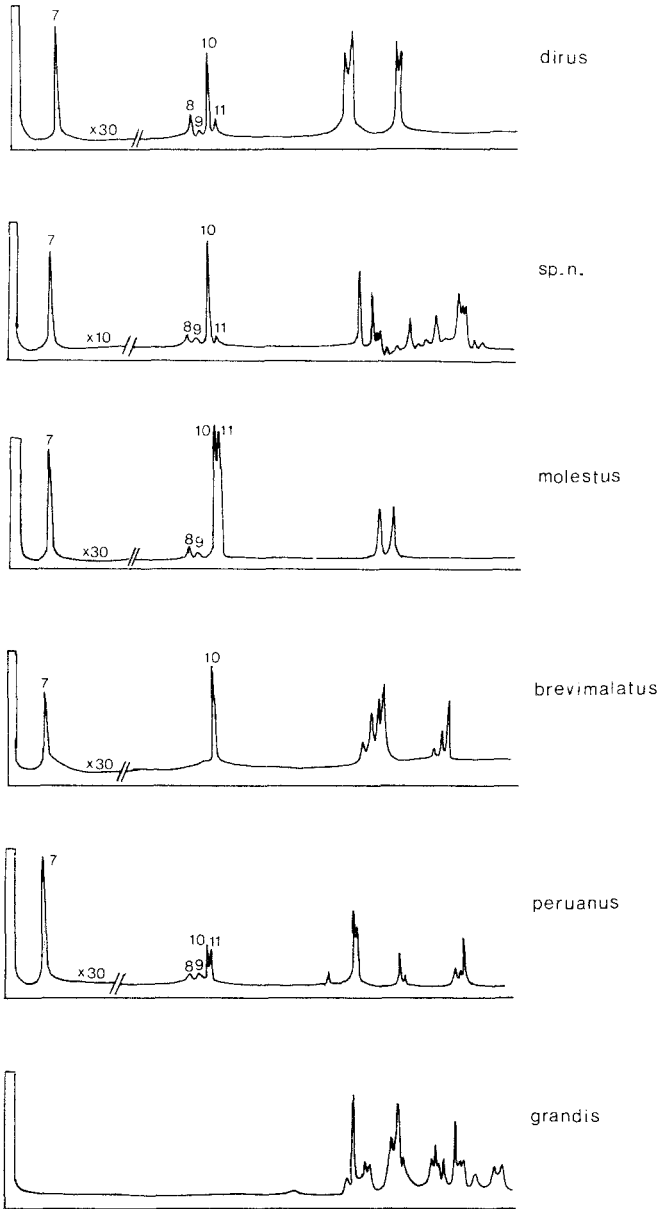 7
10
dirus
8
11
9
x30
10
7
sp.n.
8 9 11
x10
10 11
7
molestus
8 9
x30
10
7
brevimalatus
x30
7
peruanus
10 11
8 9
x30
grandis